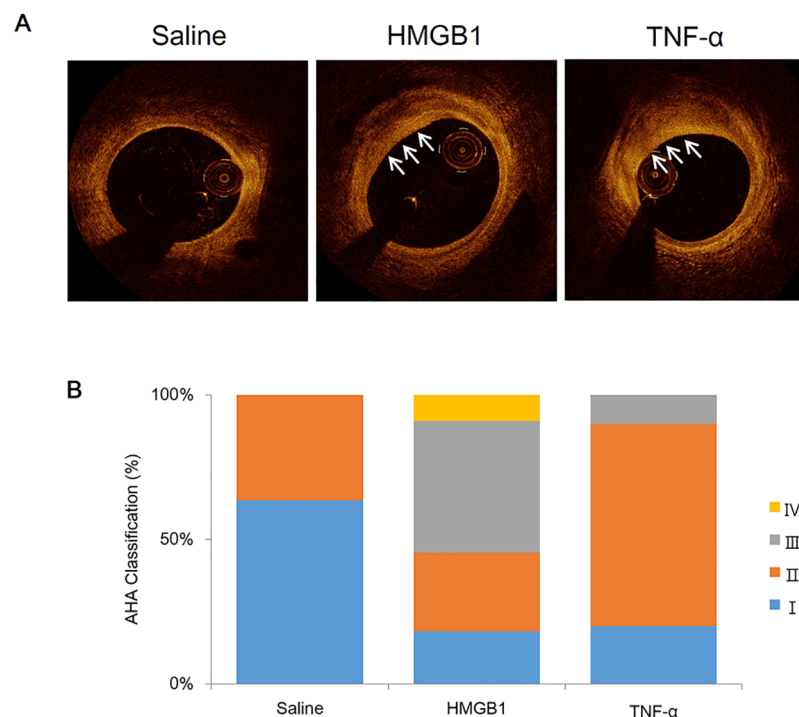 A
Saline
HMGB1
TNF-α
B
100%
50%
0%
AHA Classification (%)
Saline
HMGB1
TNF-α
Ⅳ
Ⅲ
Ⅱ
Ⅰ